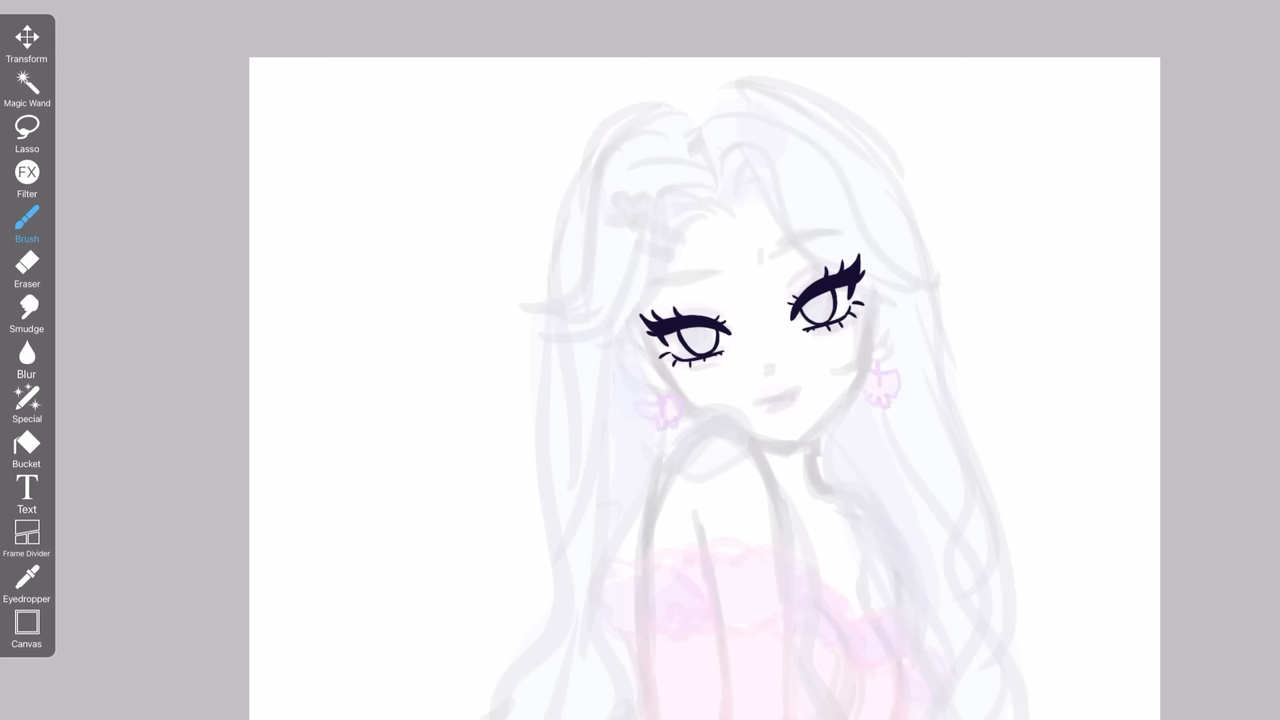 Transform
Magic Wand
Lasso
FX
Filter
Brush
Eraser
Smudge
Blur
Special
Bucket
T
Text
Frame Divider
Eyedropper
Canvas